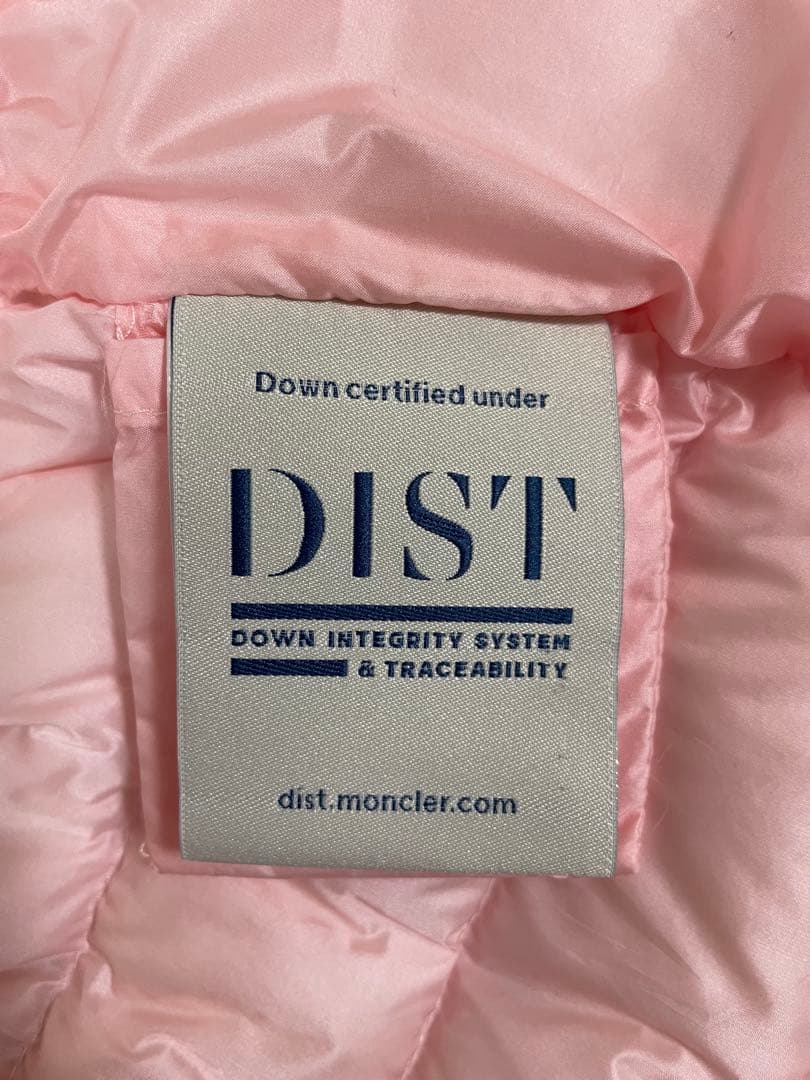 Down certified under
DIST
DOWN INTEGRITY SYSTEM
& TRACEABILITY
dist.moncler.com